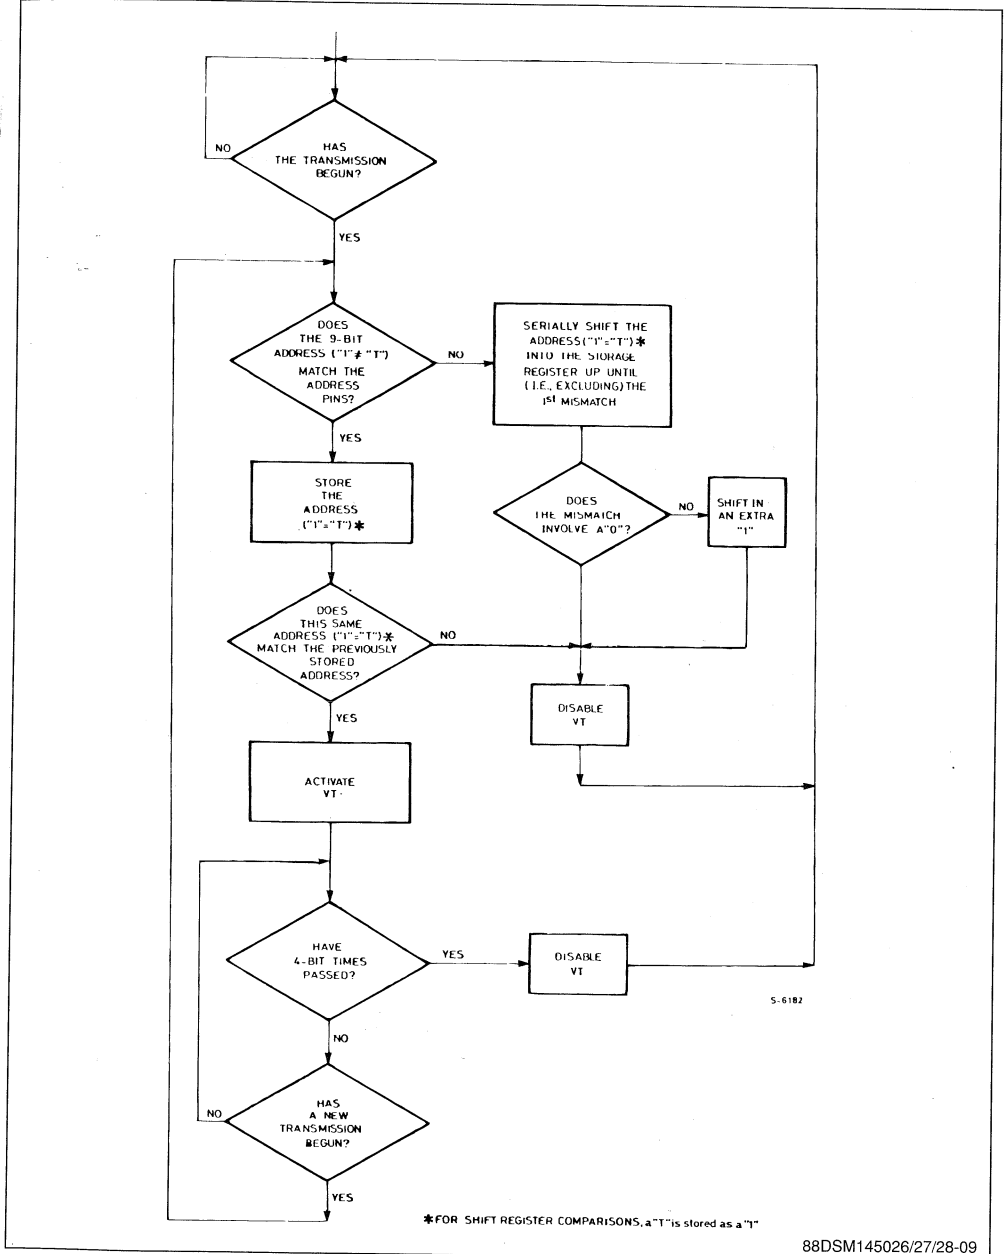 NO
HAS
THE TRANSMISSION
BEGUN?
YES
DOES
THE 9-BIT
ADDRESS ("1" ≠ "T")
MATCH THE
ADDRESS
PINS?
NO
SERIALLY SHIFT THE
ADDRESS("1"="T")*
INTO THE STORAGE
REGISTER UP UNTIL
(I.E., EXCLUDING)THE
1st MISMATCH
YES
STORE
THE
ADDRESS
("1"="T")*
DOES
THE MISMATCH
INVOLVE A"0"?
NO
SHIFT IN
AN EXTRA
"1"
DOES
THIS SAME
ADDRESS ("1"="T")*
MATCH THE PREVIOUSLY
STORED
ADDRESS?
NO
YES
DISABLE
VT
ACTIVATE
VT
HAVE
4-BIT TIMES
PASSED?
YES
DISABLE
VT
S-6182
NO
HAS
A NEW
TRANSMISSION
BEGUN?
NO
YES
*FOR SHIFT REGISTER COMPARISONS, a"T"is stored as a"1"
88DSM145026/27/28-09